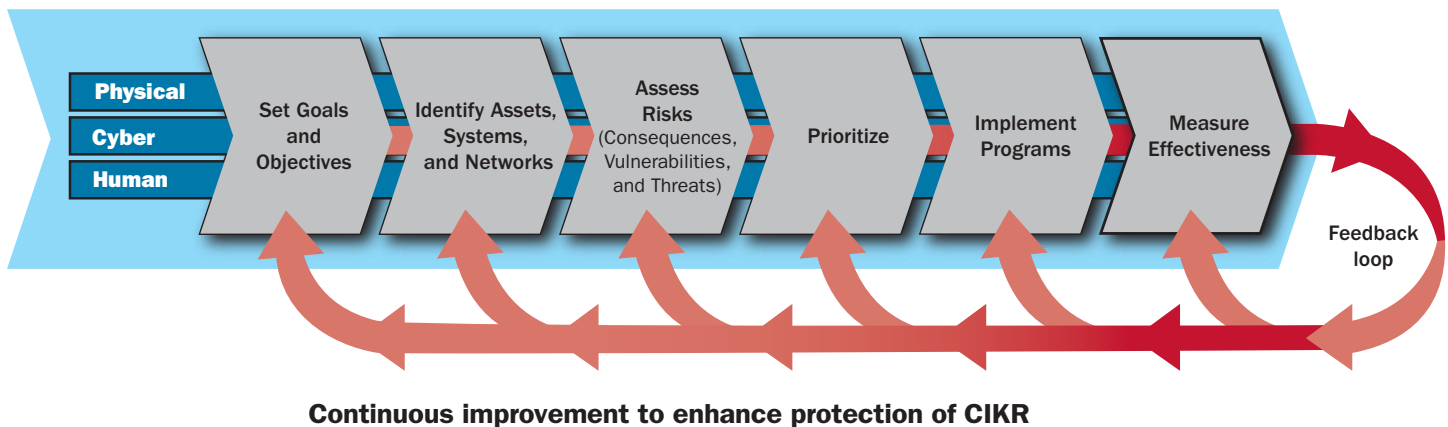 Physical
Cyber
Human
Set Goals
and
Objectives
Identify Assets,
Systems,
and Networks
Assess
Risks
(Consequences,
Vulnerabilities,
and Threats)
Prioritize
Implement
Programs
Measure
Effectiveness
Feedback
loop
Continuous improvement to enhance protection of CIKR